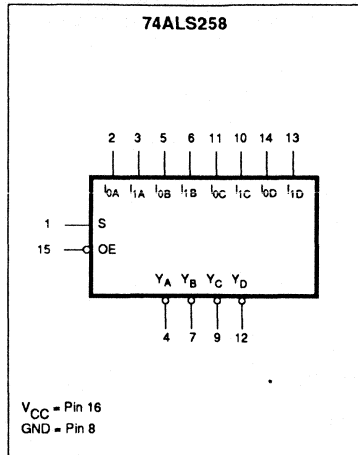 74ALS258
2 3 5 6 11 10 14 13
I0A I1A I0B I1B I0C I1C I0D I1D
1 S
15 OE
YA YB YC YD
4 7 9 12
VCC = Pin 16
GND = Pin 8